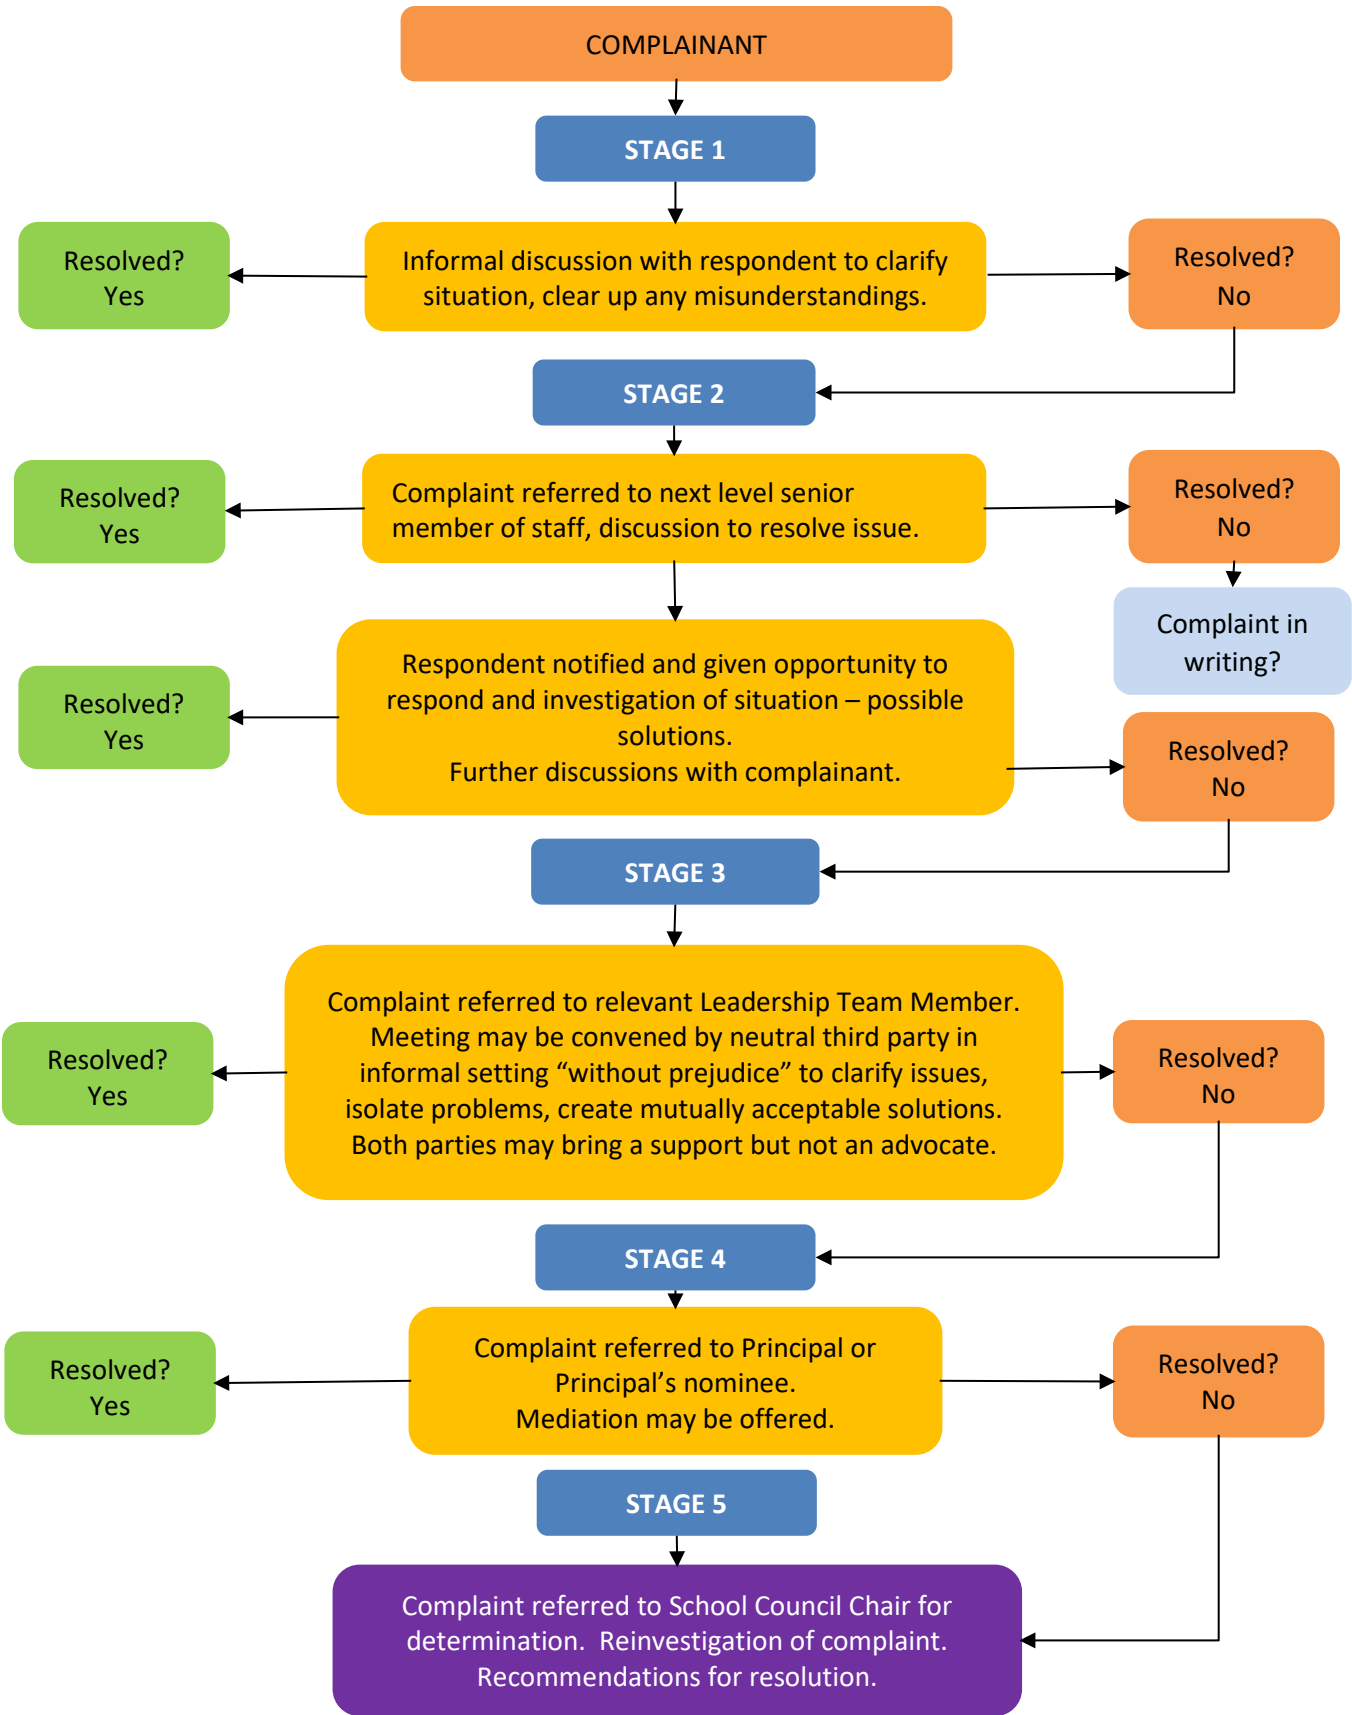 COMPLAINANT
STAGE 1
Resolved?
Yes
Informal discussion with respondent to clarify
situation, clear up any misunderstandings.
Resolved?
No
STAGE 2
Resolved?
Yes
Complaint referred to next level senior
member of staff, discussion to resolve issue.
Resolved?
No
Complaint in
writing?
Resolved?
Yes
Respondent notified and given opportunity to
respond and investigation of situation – possible
solutions.
Further discussions with complainant.
Resolved?
No
STAGE 3
Resolved?
Yes
Complaint referred to relevant Leadership Team Member.
Meeting may be convened by neutral third party in
informal setting “without prejudice” to clarify issues,
isolate problems, create mutually acceptable solutions.
Both parties may bring a support but not an advocate.
Resolved?
No
STAGE 4
Resolved?
Yes
Complaint referred to Principal or
Principal’s nominee.
Mediation may be offered.
Resolved?
No
STAGE 5
Complaint referred to School Council Chair for
determination.  Reinvestigation of complaint.
Recommendations for resolution.